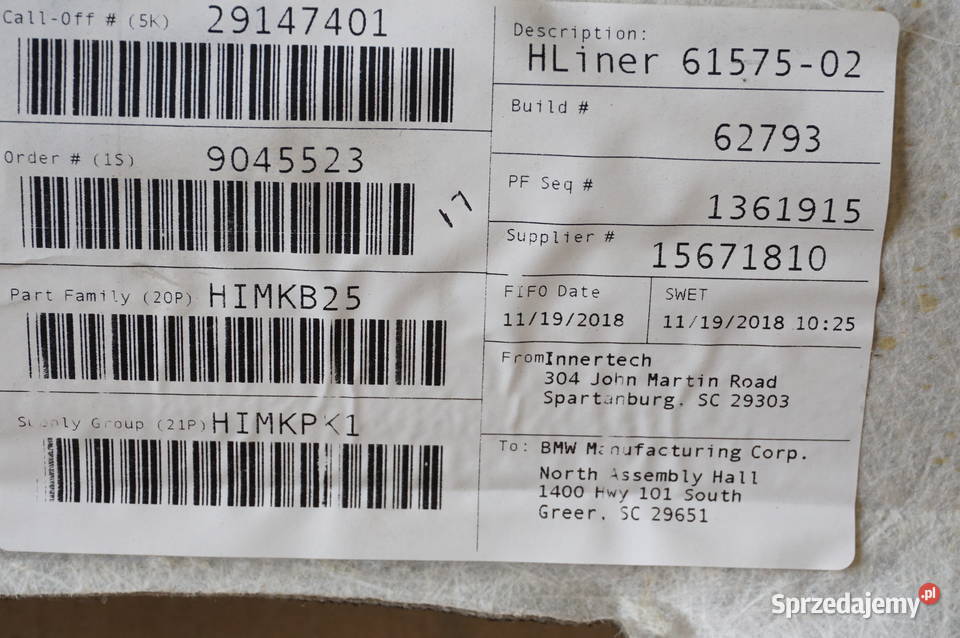 Call-Off # (5K) 29147401
Order # (1S) 9045523
17
Part Family (20P) HIMKB25
Supply Group (21P) HIMKPK1
Description:
HLiner 61575-02
Build #
62793
PF Seq #
1361915
Supplier #
15671810
FIFO Date
11/19/2018
SWET
11/19/2018 10:25
From Innertech
304 John Martin Road
Spartanburg, SC 29303
To: BMW Manufacturing Corp.
North Assembly Hall
1400 Hwy 101 South
Greer, SC 29651
Sprzedajemy.pl